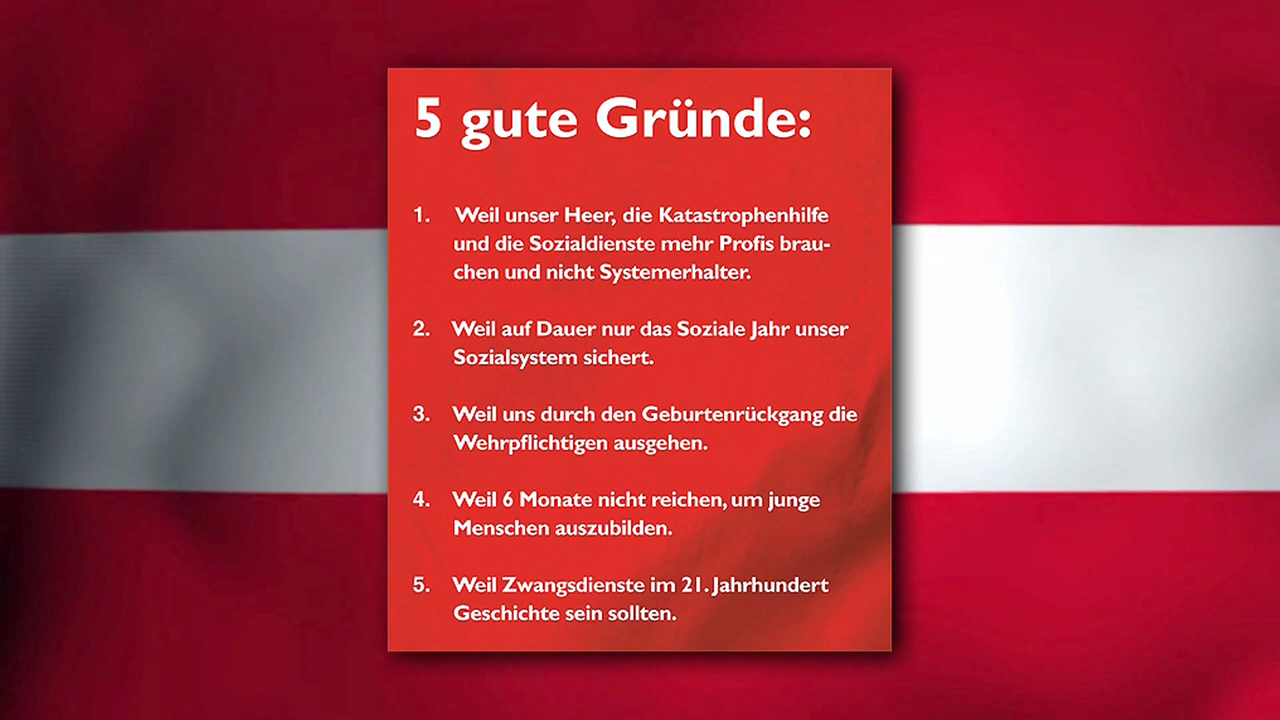 5 gute Gründe:
1. Weil unser Heer, die Katastrophenhilfe
und die Sozialdienste mehr Profis brau-
chen und nicht Systemerhalter.
2. Weil auf Dauer nur das Soziale Jahr unser
Sozialsystem sichert.
3. Weil uns durch den Geburtenrückgang die
Wehrpflichtigen ausgehen.
4. Weil 6 Monate nicht reichen, um junge
Menschen auszubilden.
5. Weil Zwangsdienste im 21. Jahrhundert
Geschichte sein sollten.